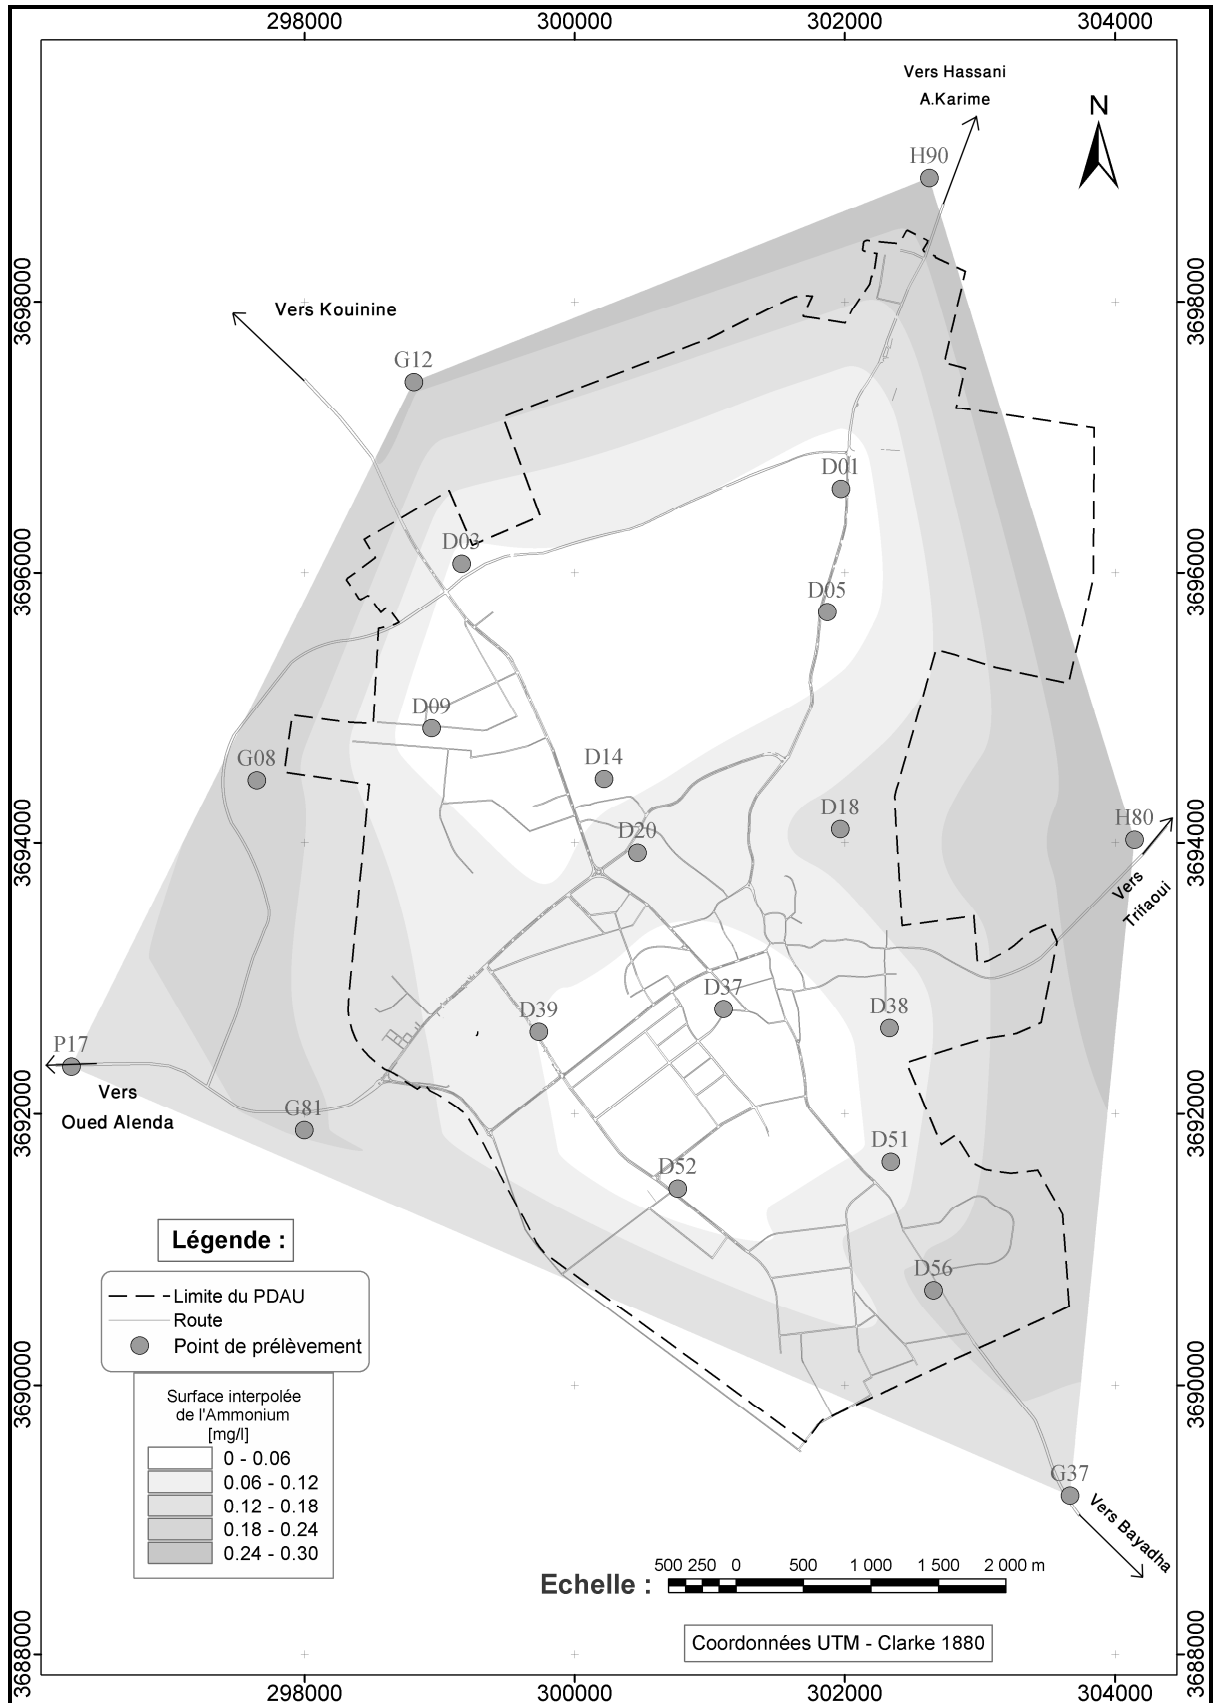 298000 300000 302000 304000
Vers Hassani
A.Karime
N
H90
3698000 3698000
Vers Kouinine
G12
D01
D03
3696000 3696000
D05
D09
G08
D14
D18
H80
D20
3694000 3694000
Vers
Trifaoui
D37
D39
D38
P17
Vers
Oued Alenda
G81
3692000 3692000
D51
D52
Légende :
D56
Limite du PDAU
Route
Point de prélèvement
3690000 3690000
Surface interpolée
de l'Ammonium
[mg/l]
0 - 0.06
0.06 - 0.12
0.12 - 0.18
0.18 - 0.24
0.24 - 0.30
G37
Vers Bayadha
500 250 0 500 1 000 1 500 2 000 m
Echelle :
Coordonnées UTM - Clarke 1880
3688000 3688000
298000 300000 302000 304000